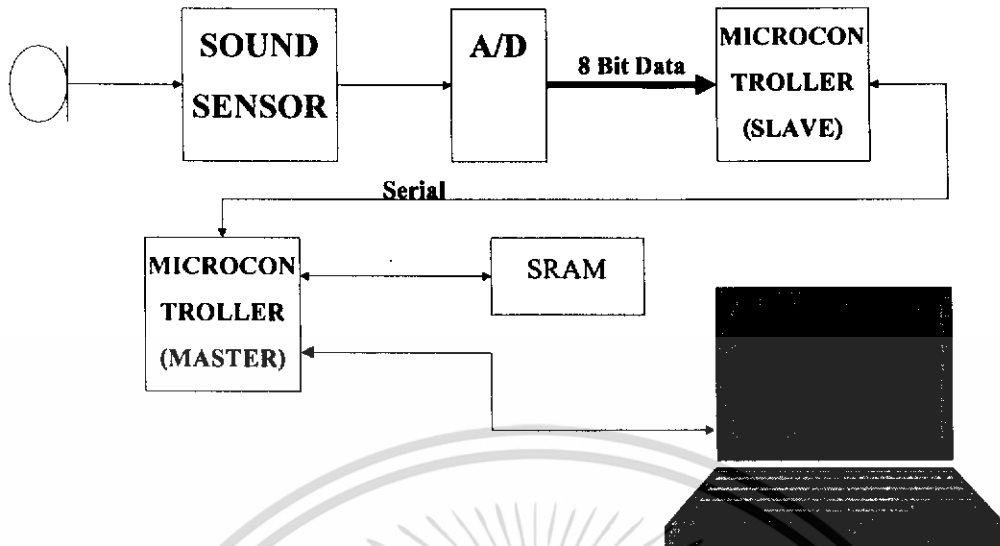 SOUND
SENSOR
A/D
8 Bit Data
MICROCON
TROLLER
(SLAVE)
Serial
MICROCON
TROLLER
(MASTER)
SRAM